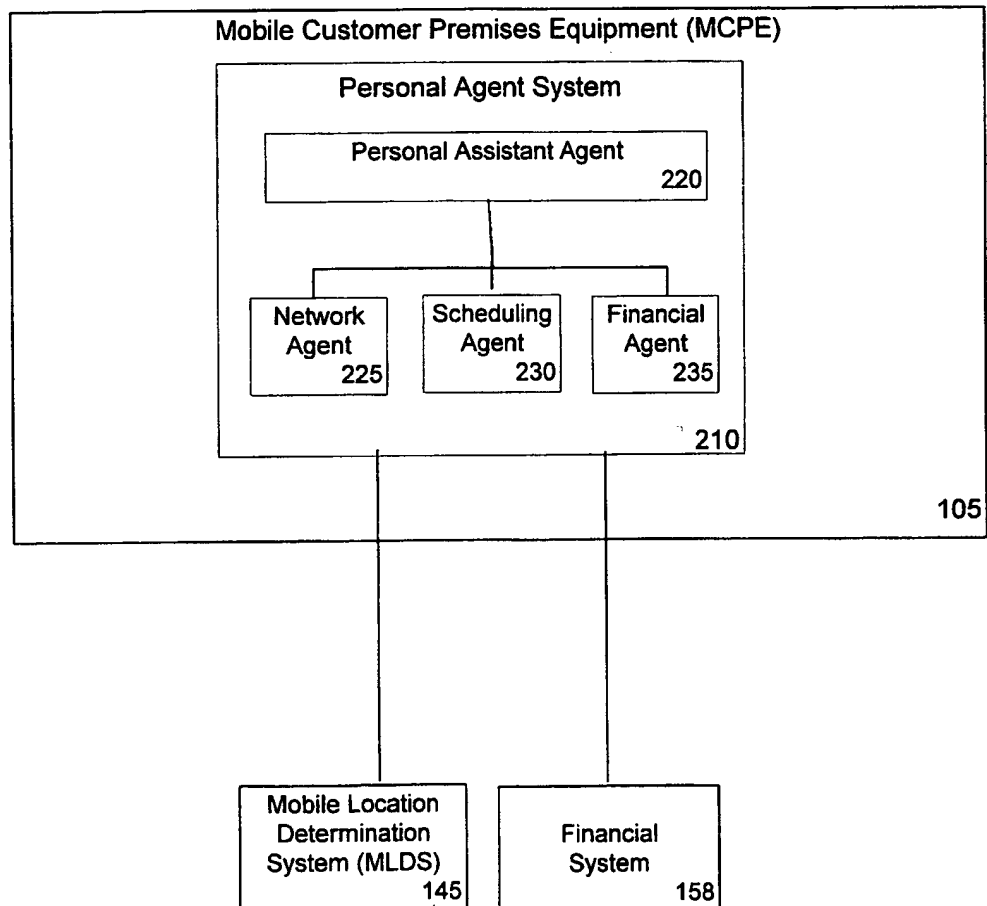 Mobile Customer Premises Equipment (MCPE)
Personal Agent System
Personal Assistant Agent
220
Network
Agent
225
Scheduling
Agent
230
Financial
Agent
235
210
105
Mobile Location
Determination
System (MLDS)
145
Financial
System
158